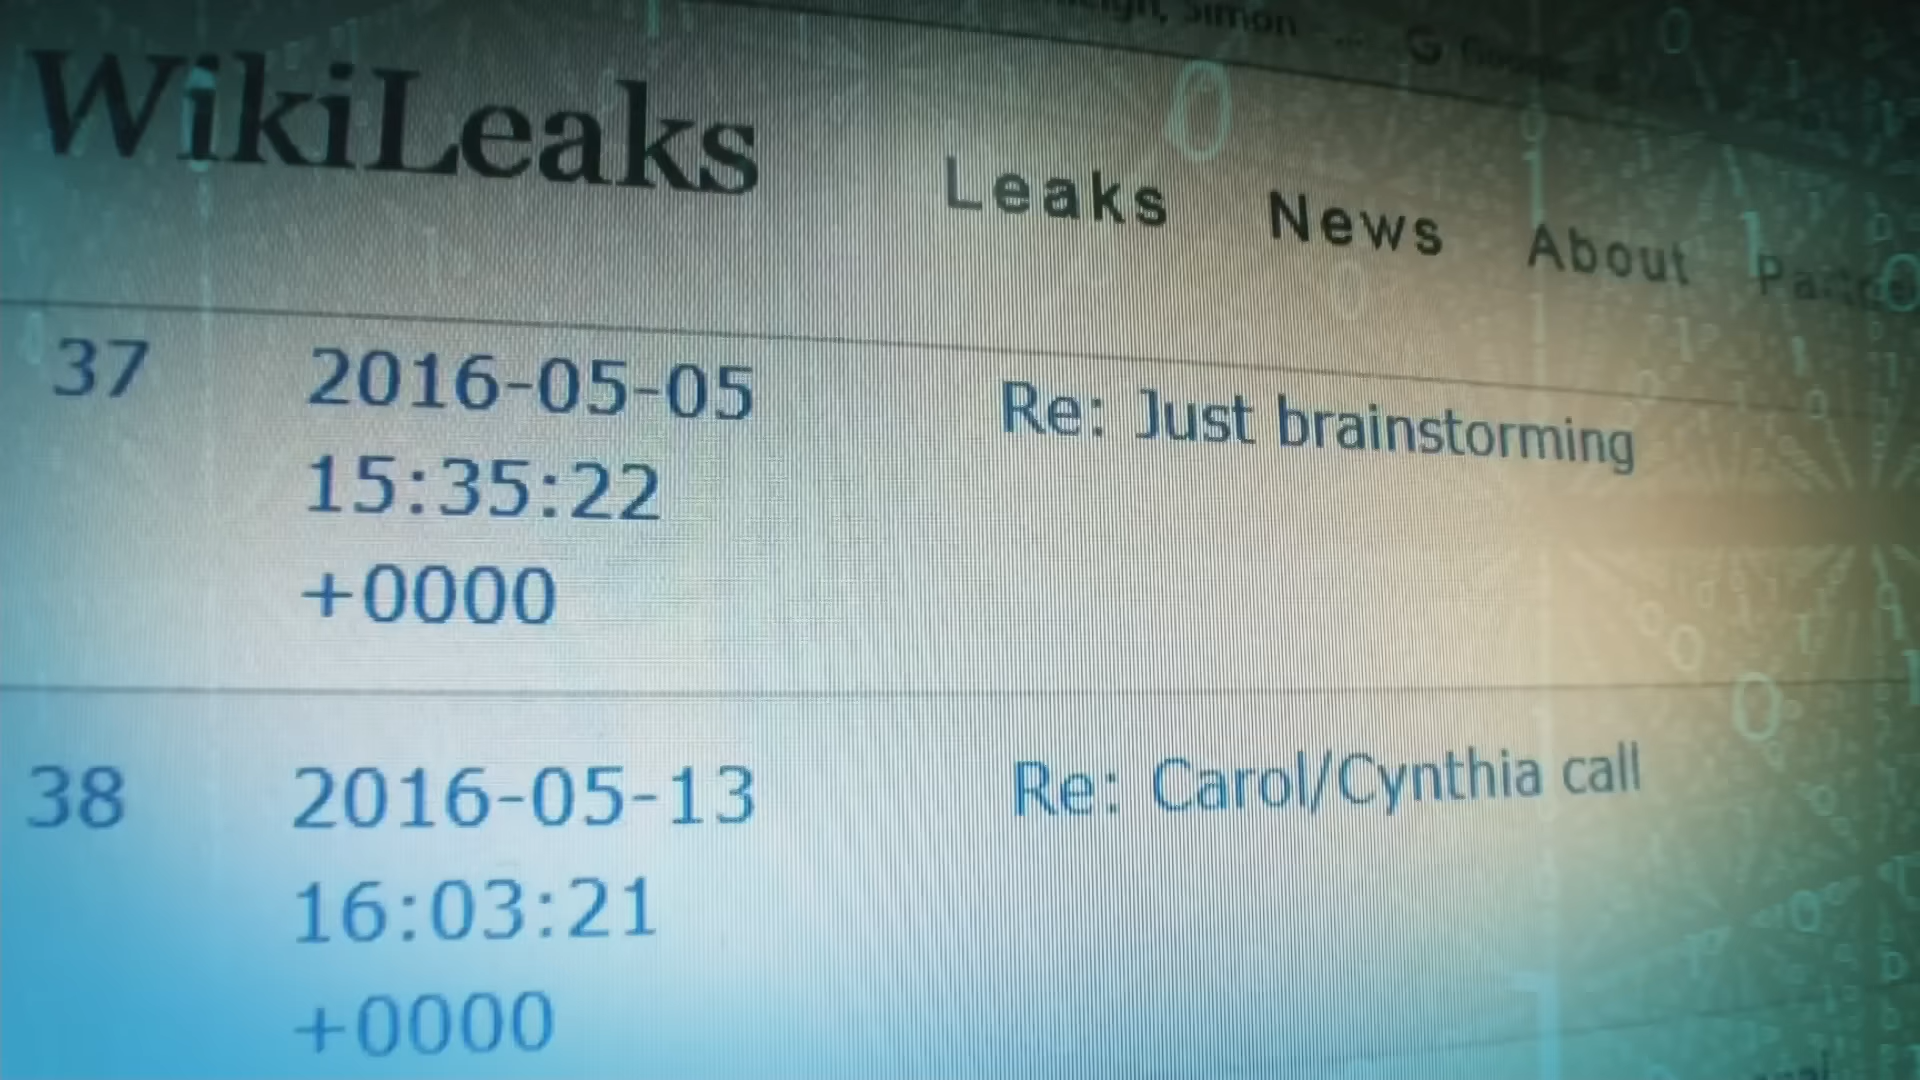 Simon ...
WikiLeaks
Leaks News About
37
2016-05-05
15:35:22
+0000
Re: Just brainstorming
38
2016-05-13
16:03:21
+0000
Re: Carol/Cynthia call